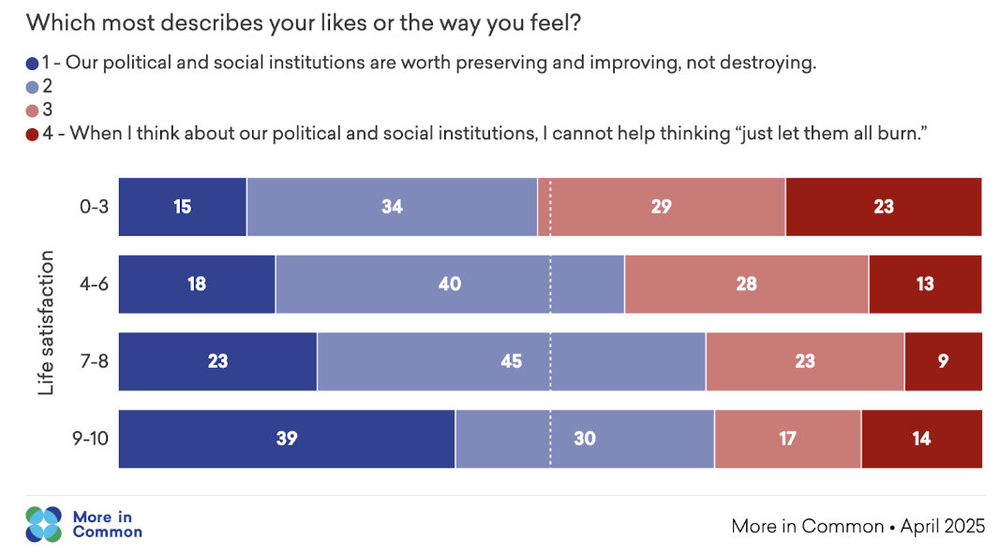 Which most describes your likes or the way you feel?
1 - Our political and social institutions are worth preserving and improving, not destroying.
2
3
4 - When I think about our political and social institutions, I cannot help thinking “just let them all burn.”
Life satisfaction
0-3 15 34 29 23
4-6 18 40 28 13
7-8 23 45 23 9
9-10 39 30 17 14
More in
Common
More in Common • April 2025